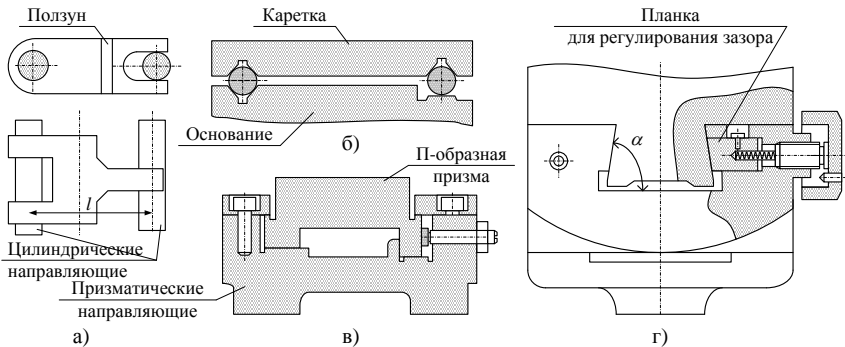 Ползун
Каретка
Основание
б)
l
Цилиндрические
направляющие
а)
П-образная
призма
Призматические
направляющие
в)
Планка
для регулирования зазора
α
г)